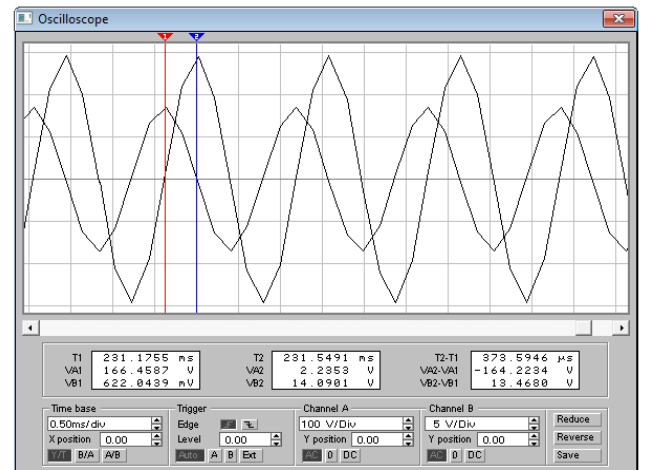 Oscilloscope
1 2
T1 231.1755 ms T2 231.5491 ms T2-T1 373.5946 µs
VA1 166.4587 V VA2 2.2353 V VA2-VA1 -164.2234 V
VB1 622.0439 mV VB2 14.0901 V VB2-VB1 13.4680 V
Time base Trigger Channel A Channel B
0.50ms/div Edge 100 V/Div 5 V/Div Reduce
X position 0.00 Level 0.00 Y position 0.00 Y position 0.00 Reverse
Y/T B/A A/B Auto A B Ext AC 0 DC AC 0 DC Save